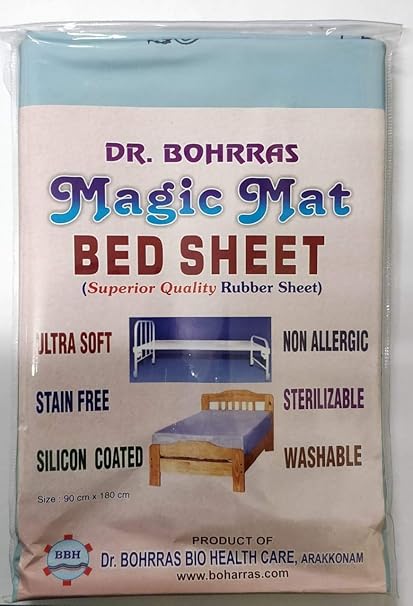 DR. BOHRRAS
Magic Mat
BED SHEET
(Superior Quality Rubber Sheet)
ULTRA SOFT
NON ALLERGIC
STAIN FREE
STERILIZABLE
SILICON COATED
WASHABLE
Size : 90 cm x 180 cm
BBH
PRODUCT OF
Dr. BOHRRAS BIO HEALTH CARE, ARAKKONAM
www.boharras.com